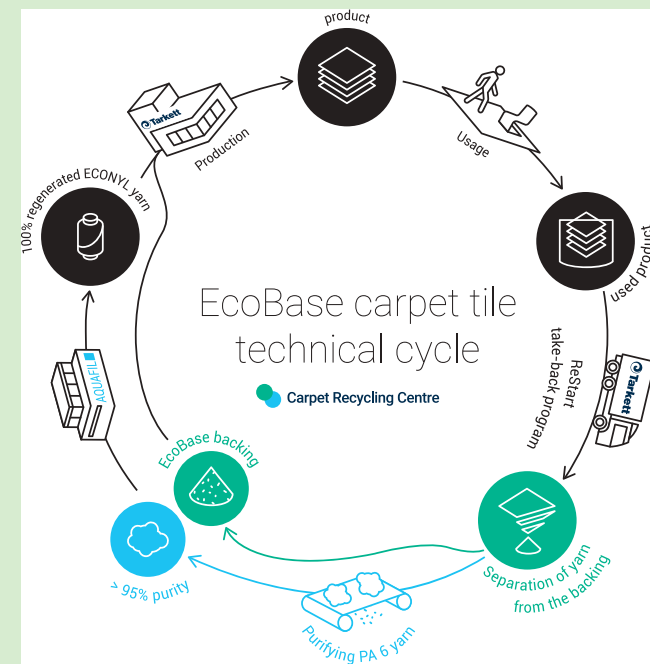 product
Tarkett
Production
Usage
100% regenerated ECONYL yarn
used product
EcoBase carpet tile
technical cycle
Carpet Recycling Centre
ReStart
take-back program
Tarkett
AQUAFIL
EcoBase backing
> 95% purity
Purifying PA 6 yarn
Separation of yarn
from the backing